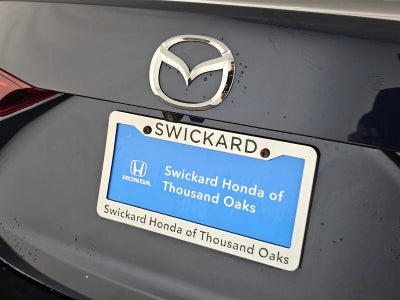 SWICKARD
HONDA
Swickard Honda of
Thousand Oaks
Swickard Honda of Thousand Oaks